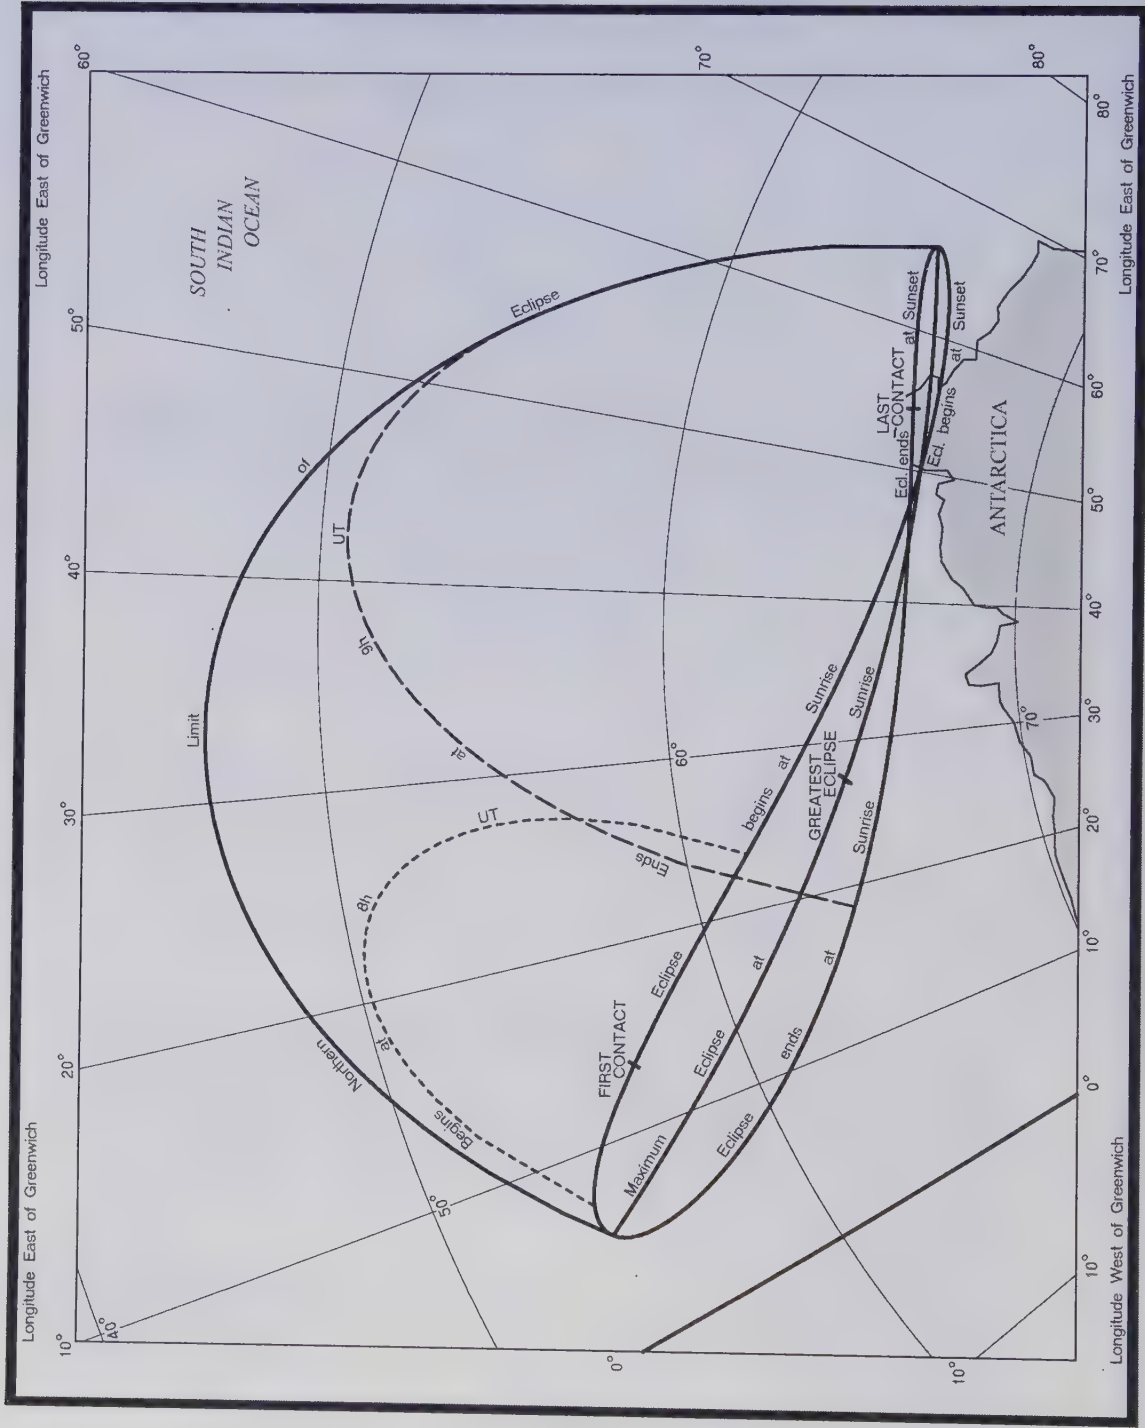 Longitude East of Greenwich
Longitude East of Greenwich
10°
20°
30°
40°
50°
60°
40°
SOUTH
INDIAN
OCEAN
Northern
Limit
of
Eclipse
Begins
at
8h
UT
Ends
at
9h
UT
50°
60°
70°
FIRST
CONTACT
Eclipse
begins
at
Sunrise
GREATEST
ECLIPSE
Maximum
Eclipse
at
Sunrise
Eclipse
ends
at
Sunrise
LAST
CONTACT
Ecl. ends
at
Sunset
Ecl. begins
at
Sunset
ANTARCTICA
0°
10°
70°
80°
10°
0°
10°
20°
30°
40°
50°
60°
70°
80°
Longitude West of Greenwich
Longitude East of Greenwich